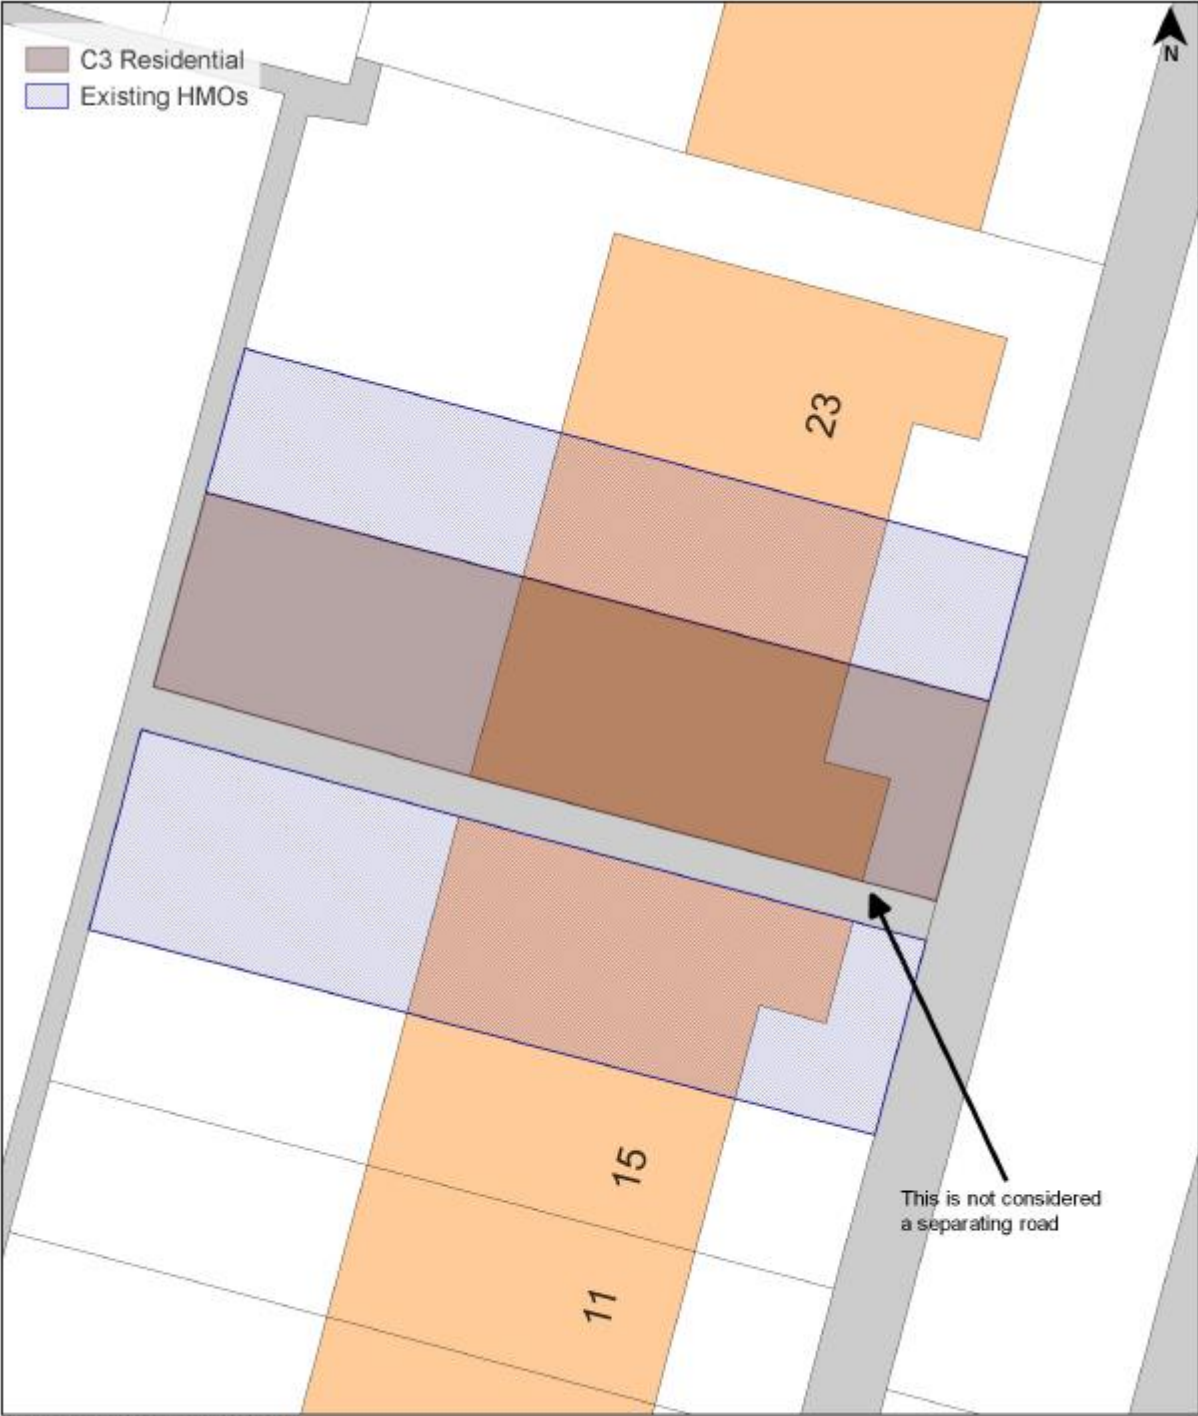 N
C3 Residential
Existing HMOs
23
15
This is not considered
a separating road
11